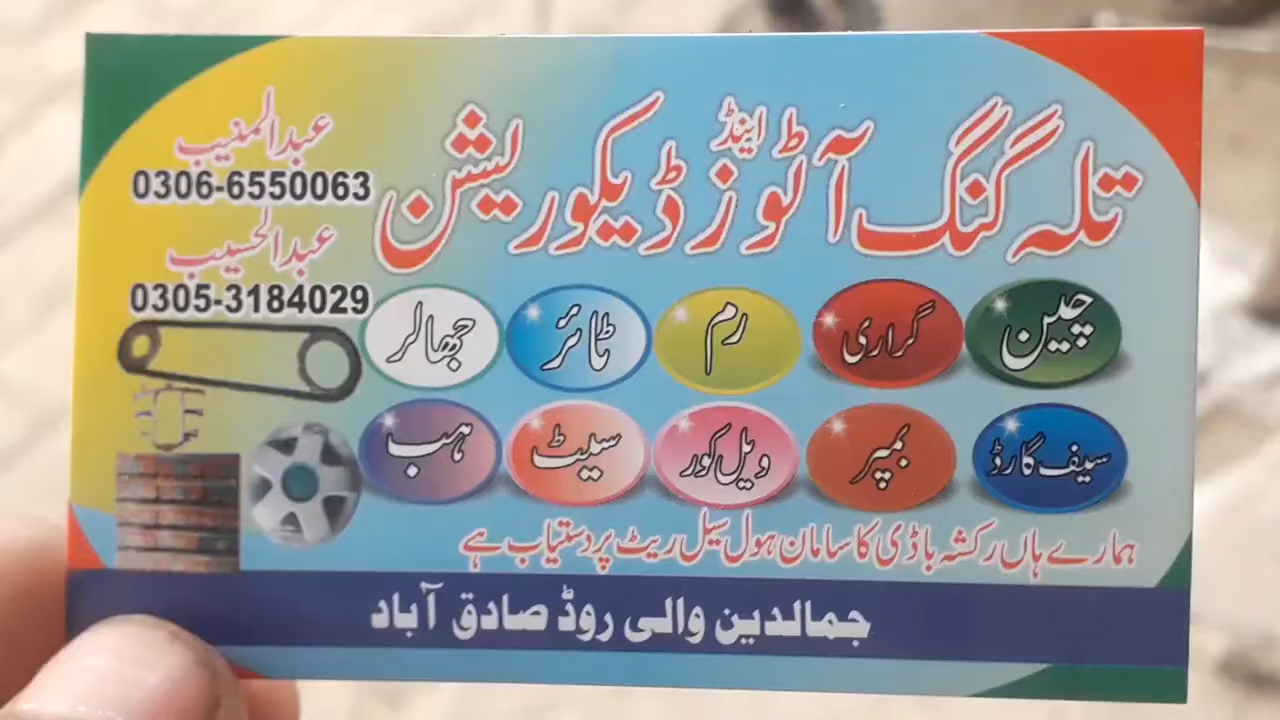 تلہ گنگ آٹوز اینڈ ڈیکوریشن
عبدالمنیب
0306-6550063
عبدالحسیب
0305-3184029
چین گراری رم ٹائر جھالر
سیف گارڈ بمپر ویل کور سیٹ ہب
ہمارے ہاں رکشہ باڈی کا سامان ہول سیل ریٹ پر دستیاب ہے
جمالدین والی روڈ صادق آباد